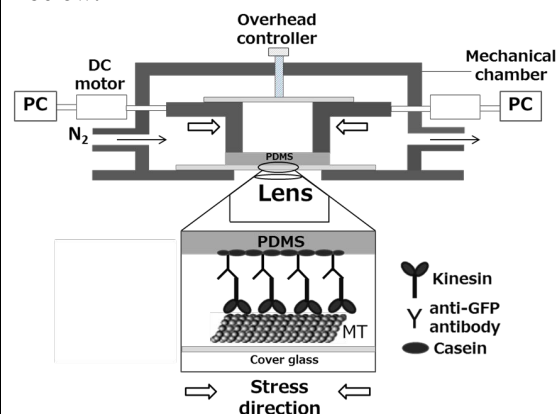 Overhead
controller
DC
motor
Mechanical
chamber
PC
PC
N2
PDMS
Lens
PDMS
MT
Cover glass
Kinesin
anti-GFP
antibody
Casein
Stress
direction